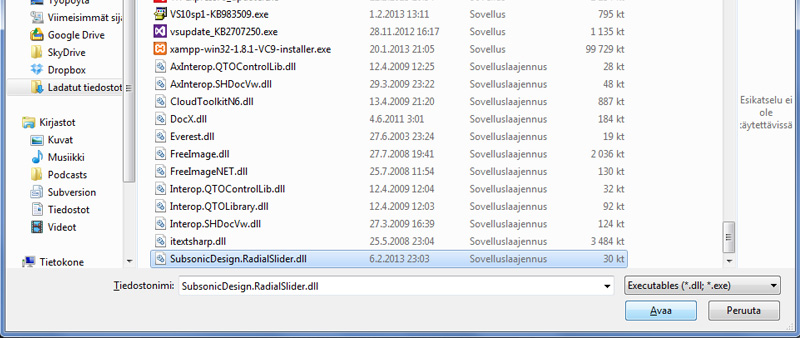 Työpöytä
Viimeisimmät sija
Google Drive
SkyDrive
Dropbox
Ladatut tiedostot
Kirjastot
Kuvat
Musiikki
Podcasts
Subversion
Tiedostot
Videot
Tietokone
VS10sp1-KB983509.exe 1.2.2013 13:11 Sovellus 795 kt
vsupdate_KB2707250.exe 28.11.2012 16:17 Sovellus 1 135 kt
xampp-win32-1.8.1-VC9-installer.exe 20.1.2013 21:05 Sovellus 99 729 kt
AxInterop.QTOControlLib.dll 12.4.2009 12:25 Sovelluslaajennus 28 kt
AxInterop.SHDocVw.dll 29.3.2009 23:22 Sovelluslaajennus 48 kt
CloudToolkitN6.dll 13.4.2009 21:20 Sovelluslaajennus 887 kt
DocX.dll 4.6.2011 3:01 Sovelluslaajennus 184 kt
Everest.dll 27.6.2003 23:24 Sovelluslaajennus 19 kt
FreeImage.dll 27.7.2008 19:41 Sovelluslaajennus 2 036 kt
FreeImageNET.dll 25.7.2008 11:54 Sovelluslaajennus 130 kt
Interop.QTOControlLib.dll 12.4.2009 12:04 Sovelluslaajennus 32 kt
Interop.QTOLibrary.dll 12.4.2009 12:03 Sovelluslaajennus 92 kt
Interop.SHDocVw.dll 27.3.2009 16:39 Sovelluslaajennus 124 kt
itextsharp.dll 25.5.2008 23:04 Sovelluslaajennus 3 484 kt
SubsonicDesign.RadialSlider.dll 6.2.2013 23:03 Sovelluslaajennus 30 kt
Esikatselu ei
ole
käytettävissä
Tiedostonimi: SubsonicDesign.RadialSlider.dll Executables (*.dll; *.exe)
Avaa Peruuta